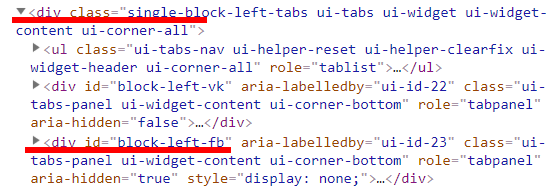 ▼<div class="single-block-left-tabs ui-tabs ui-widget ui-widget-
content ui-corner-all">
▶<ul class="ui-tabs-nav ui-helper-reset ui-helper-clearfix ui-
widget-header ui-corner-all" role="tablist">…</ul>
▶<div id="block-left-vk" aria-labelledby="ui-id-22" class="ui-
tabs-panel ui-widget-content ui-corner-bottom" role="tabpanel"
aria-hidden="false">…</div>
▶<div id="block-left-fb" aria-labelledby="ui-id-23" class="ui-
tabs-panel ui-widget-content ui-corner-bottom" role="tabpanel"
aria-hidden="true" style="display: none;">…</div>